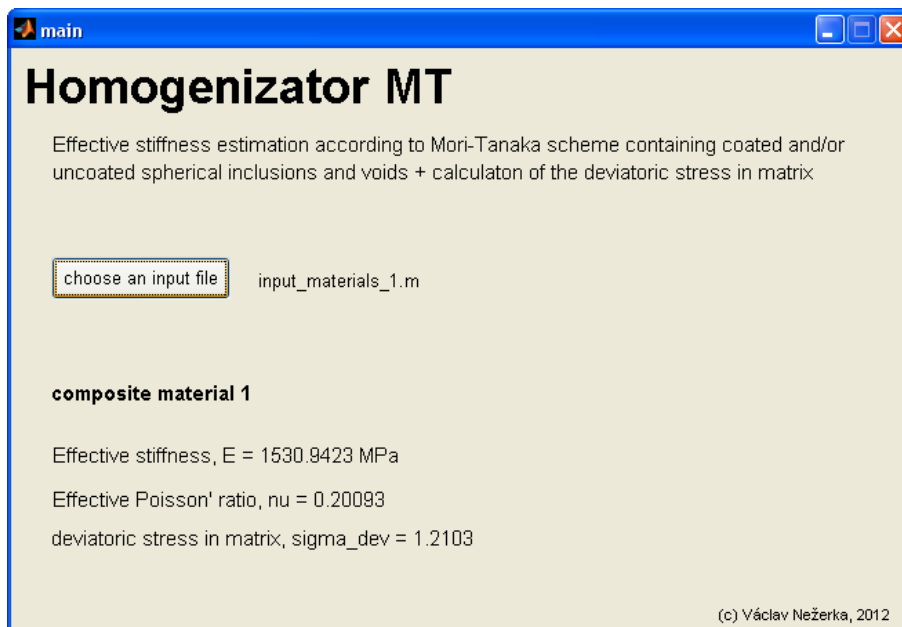 main
Homogenizator MT
Effective stiffness estimation according to Mori-Tanaka scheme containing coated and/or
uncoated spherical inclusions and voids + calculaton of the deviatoric stress in matrix
choose an input file
input_materials_1.m
composite material 1
Effective stiffness, E = 1530.9423 MPa
Effective Poisson' ratio, nu = 0.20093
deviatoric stress in matrix, sigma_dev = 1.2103
(c) Václav Nežerka, 2012